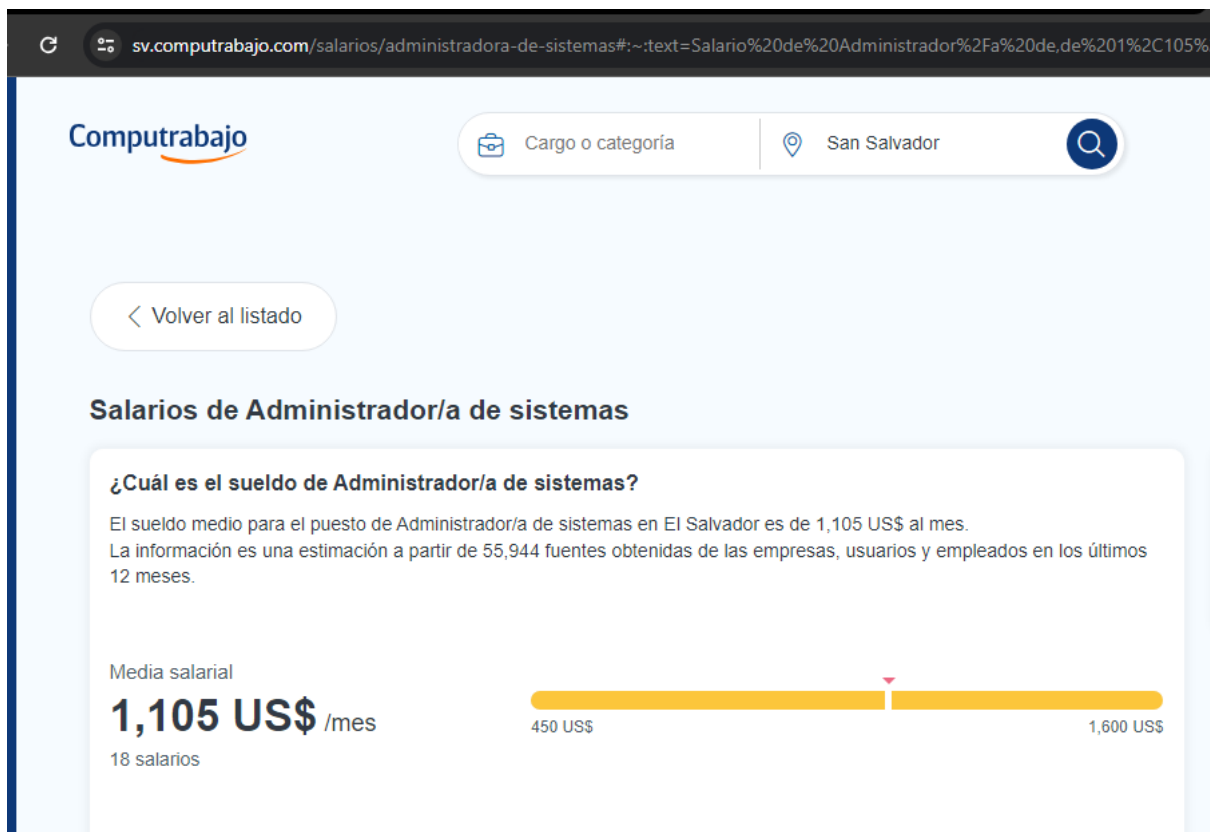 sv.computrabajo.com/salarios/administradora-de-sistemas#:~:text=Salario%20de%20Administrador%2Fa%20de,de%201%2C105%
Computrabajo
Cargo o categoría
San Salvador
Volver al listado
Salarios de Administrador/a de sistemas
¿Cuál es el sueldo de Administrador/a de sistemas?
El sueldo medio para el puesto de Administrador/a de sistemas en El Salvador es de 1,105 US$ al mes.
La información es una estimación a partir de 55,944 fuentes obtenidas de las empresas, usuarios y empleados en los últimos
12 meses.
Media salarial
1,105 US$ /mes
450 US$
1,600 US$
18 salarios